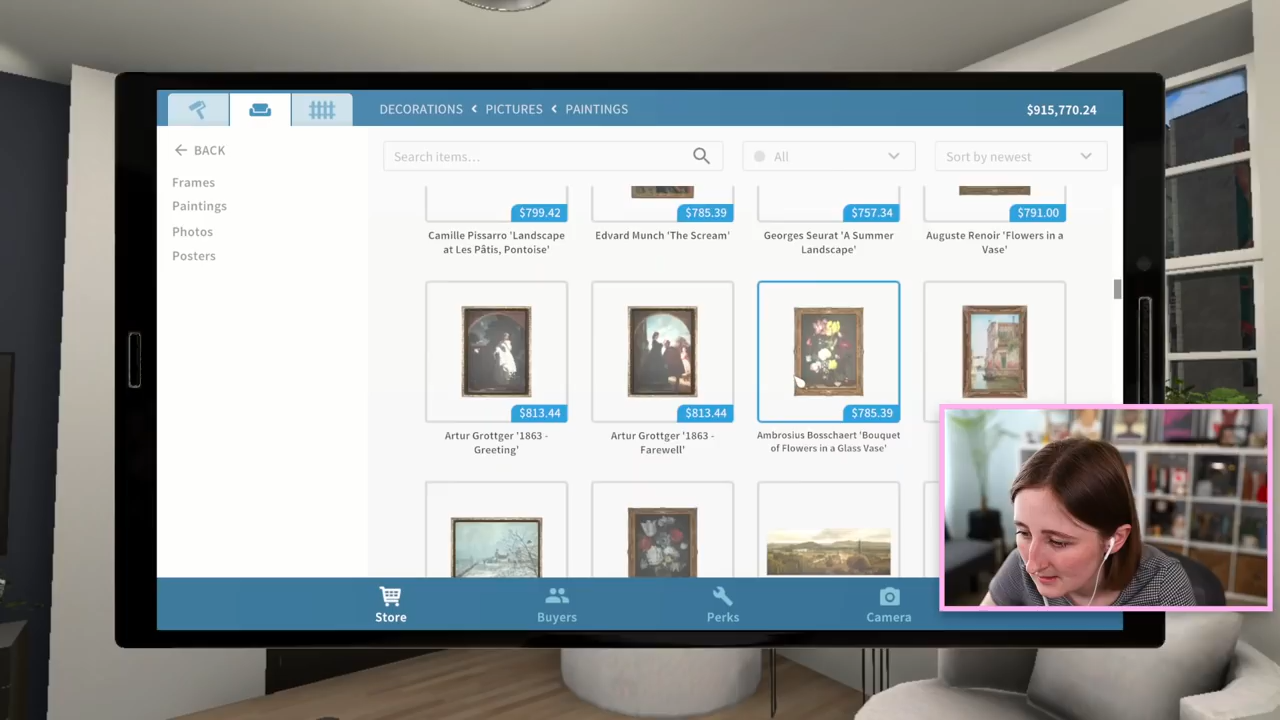 DECORATIONS < PICTURES < PAINTINGS
$915,770.24
BACK
Search items...
All
Sort by newest
Frames
Paintings
Photos
Posters
$799.42
$785.39
$757.34
$791.00
Camille Pissarro 'Landscape
at Les Pâtis, Pontoise'
Edvard Munch 'The Scream'
Georges Seurat 'A Summer
Landscape'
Auguste Renoir 'Flowers in a
Vase'
$813.44
$813.44
$785.39
Artur Grottger '1863 -
Greeting'
Artur Grottger '1863 -
Farewell'
Ambrosius Bosschaert 'Bouquet
of Flowers in a Glass Vase'
Store
Buyers
Perks
Camera